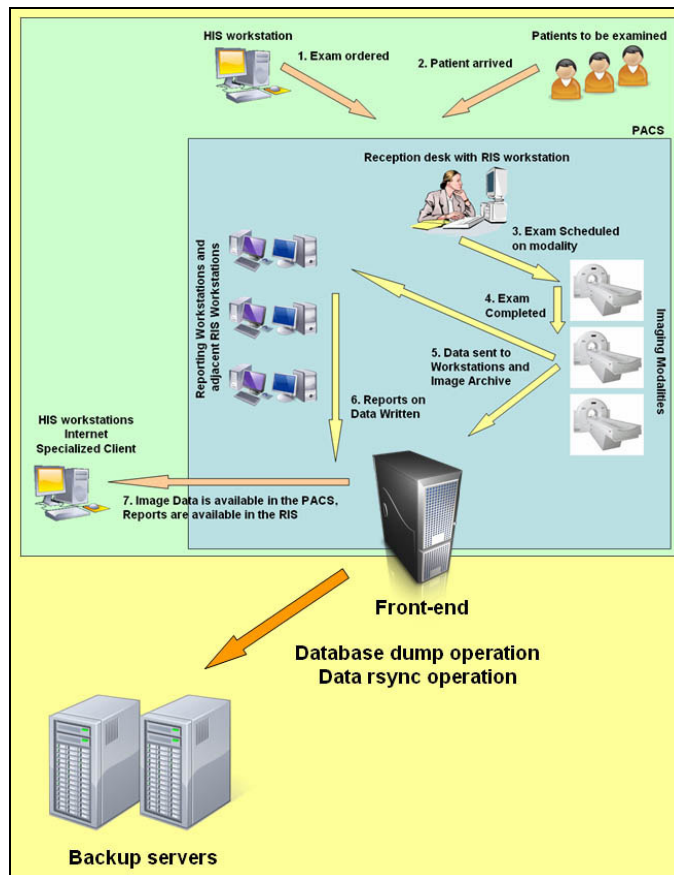 HIS workstation
Patients to be examined
1. Exam ordered
2. Patient arrived
PACS
Reception desk with RIS workstation
3. Exam Scheduled
on modality
4. Exam
Completed
Reporting Workstations and
adjacent RIS Workstations
Imaging Modalities
5. Data sent to
Workstations and
Image Archive
6. Reports on
Data Written
HIS workstations
Internet
Specialized Client
7. Image Data is available in the PACS,
Reports are available in the RIS
Front-end
Database dump operation
Data rsync operation
Backup servers